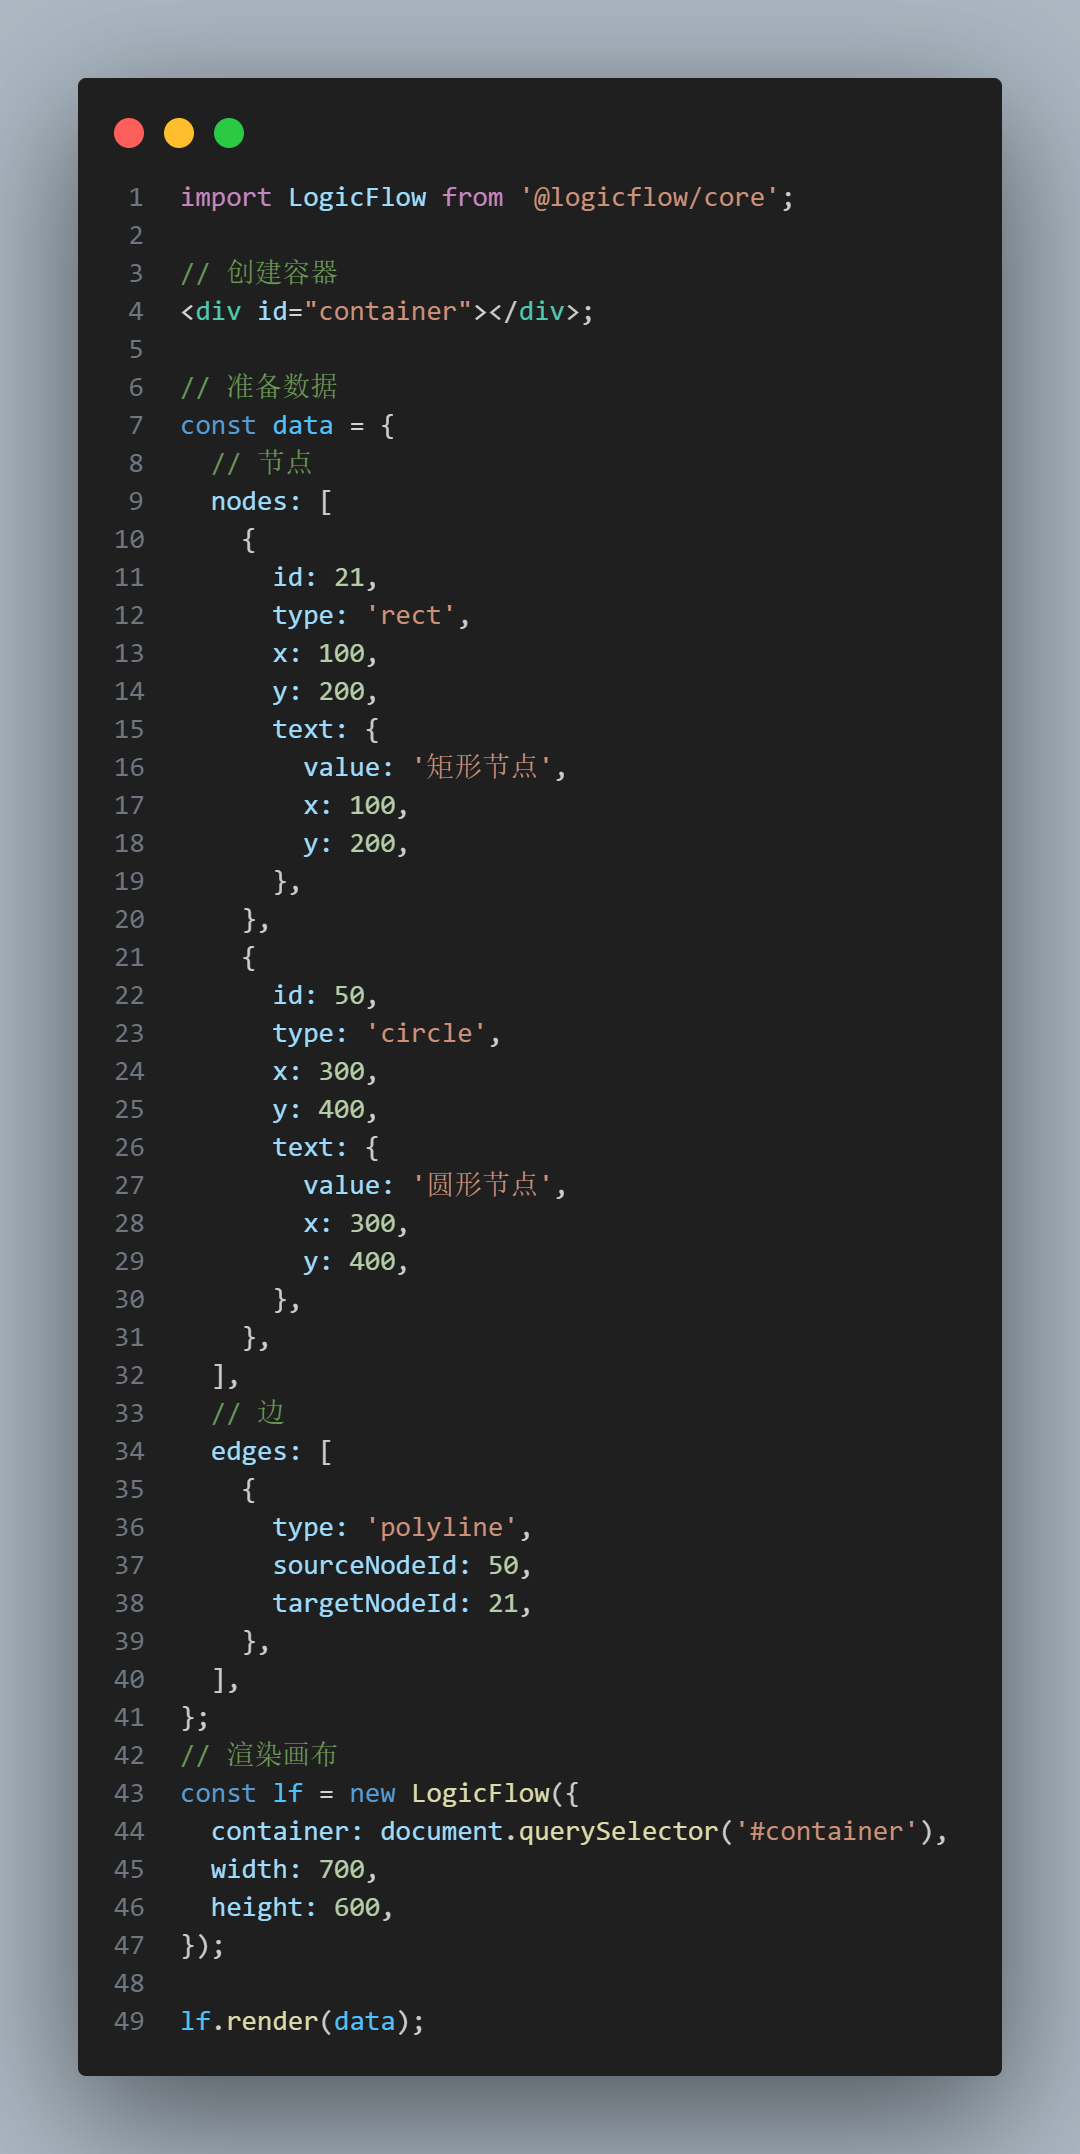 1 import LogicFlow from '@logicflow/core';
2
3 // 创建容器
4 <div id="container"></div>;
5
6 // 准备数据
7 const data = {
8   // 节点
9   nodes: [
10     {
11       id: 21,
12       type: 'rect',
13       x: 100,
14       y: 200,
15       text: {
16         value: '矩形节点',
17         x: 100,
18         y: 200,
19       },
20     },
21     {
22       id: 50,
23       type: 'circle',
24       x: 300,
25       y: 400,
26       text: {
27         value: '圆形节点',
28         x: 300,
29         y: 400,
30       },
31     },
32   ],
33   // 边
34   edges: [
35     {
36       type: 'polyline',
37       sourceNodeId: 50,
38       targetNodeId: 21,
39     },
40   ],
41 };
42 // 渲染画布
43 const lf = new LogicFlow({
44   container: document.querySelector('#container'),
45   width: 700,
46   height: 600,
47 });
48
49 lf.render(data);